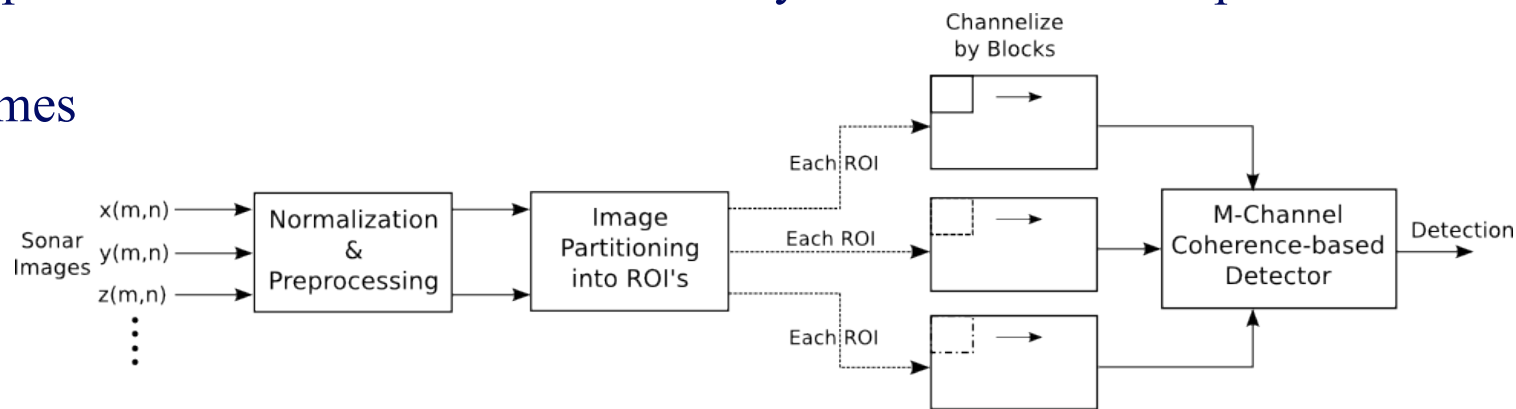 mes
Channelize
by Blocks
Sonar
Images
x(m,n)
y(m,n)
z(m,n)
Normalization
&
Preprocessing
Image
Partitioning
into ROI's
Each ROI
Each ROI
Each ROI
M-Channel
Coherence-based
Detector
Detection